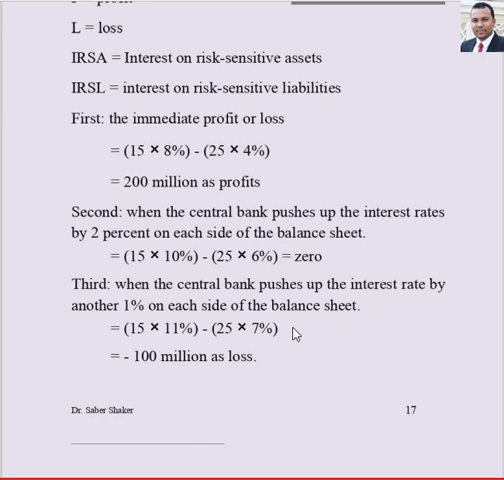 L = loss
IRSA = Interest on risk-sensitive assets
IRSL = interest on risk-sensitive liabilities
First: the immediate profit or loss
= (15 × 8%) - (25 × 4%)
= 200 million as profits
Second: when the central bank pushes up the interest rates
by 2 percent on each side of the balance sheet.
= (15 × 10%) - (25 × 6%) = zero
Third: when the central bank pushes up the interest rate by
another 1% on each side of the balance sheet.
= (15 × 11%) - (25 × 7%)
= - 100 million as loss.
Dr. Saber Shaker 17